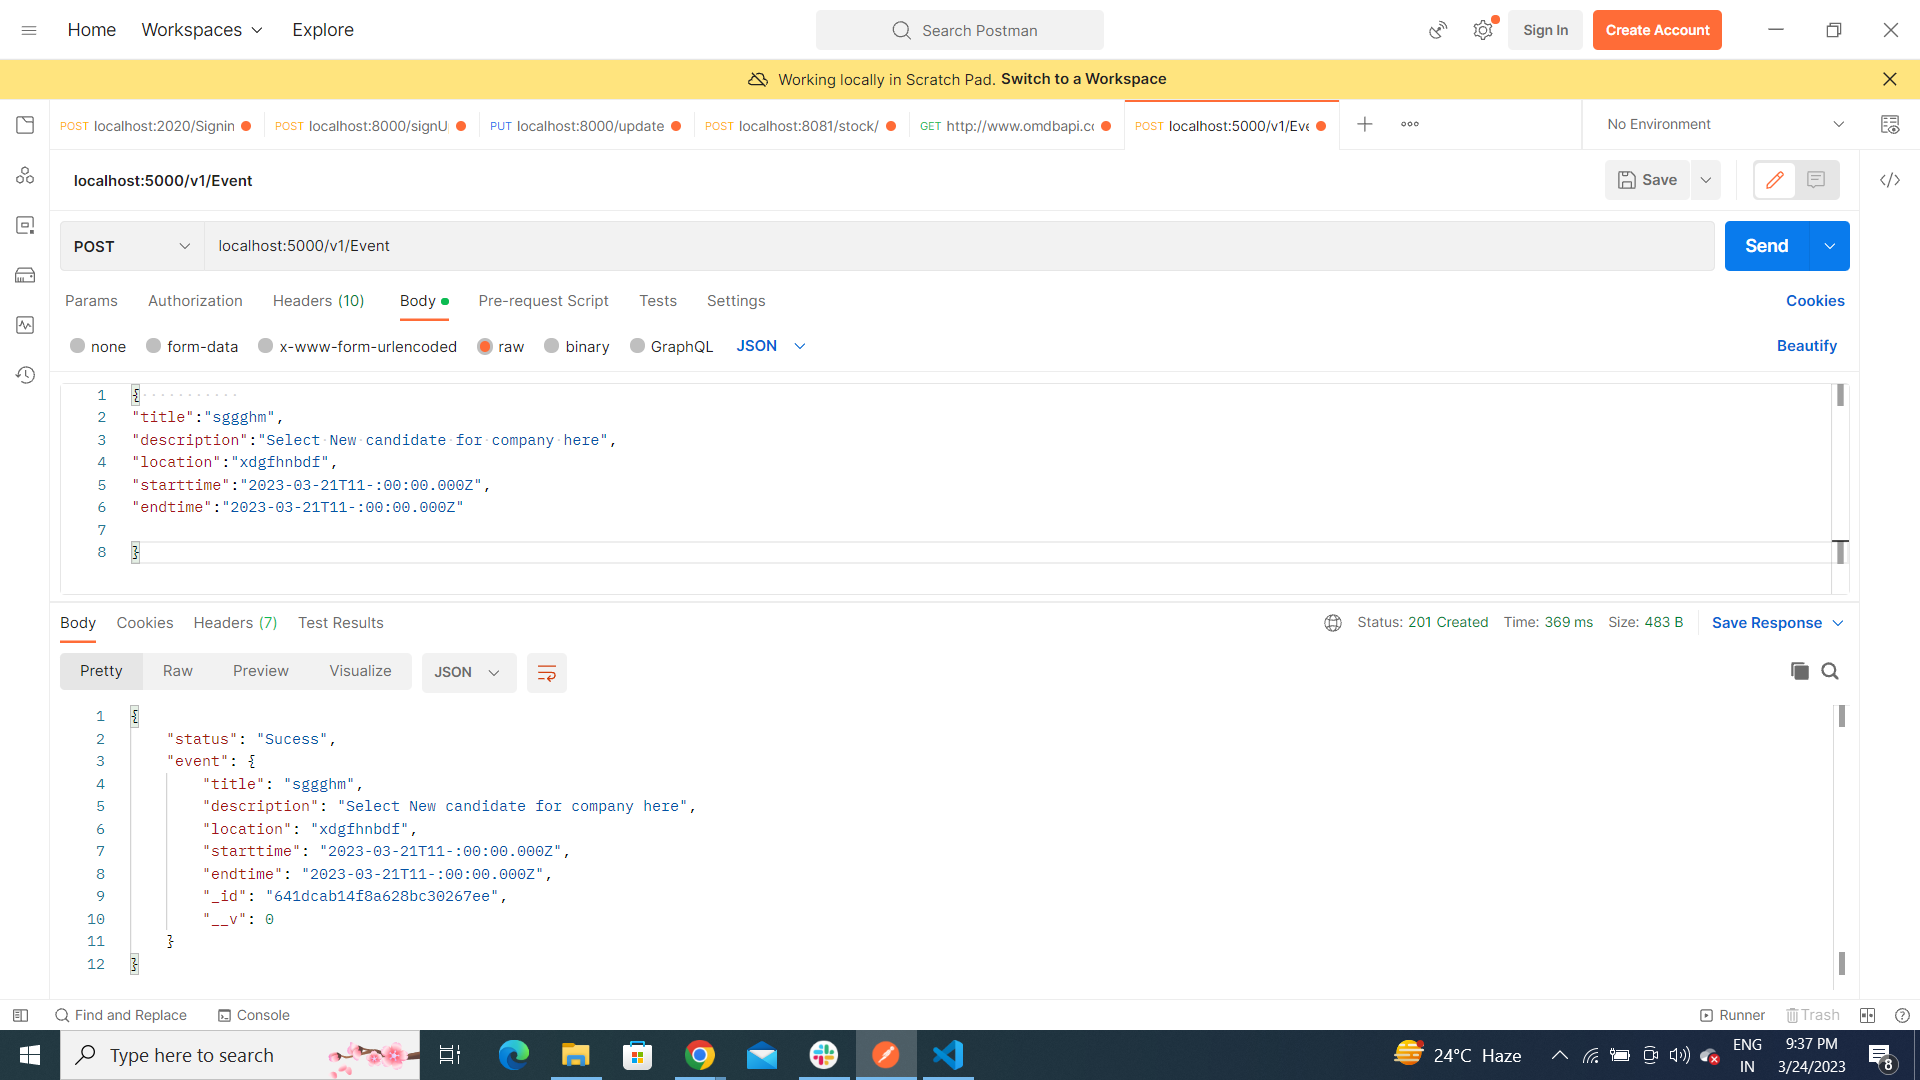 Home Workspaces Explore Search Postman Sign In Create Account
Working locally in Scratch Pad. Switch to a Workspace
POST localhost:2020/Signin POST localhost:8000/signU PUT localhost:8000/update POST localhost:8081/stock/ GET http://www.omdbapi.co POST localhost:5000/v1/Eve No Environment
localhost:5000/v1/Event Save
POST localhost:5000/v1/Event Send
Params Authorization Headers (10) Body Pre-request Script Tests Settings Cookies
none form-data x-www-form-urlencoded raw binary GraphQL JSON Beautify
1 {
2 "title":"sggghm",
3 "description":"Select New candidate for company here",
4 "location":"xdgfhnbdf",
5 "starttime":"2023-03-21T11-:00:00.000Z",
6 "endtime":"2023-03-21T11-:00:00.000Z"
7
8 }
Body Cookies Headers (7) Test Results Status: 201 Created Time: 369 ms Size: 483 B Save Response
Pretty Raw Preview Visualize JSON
1 {
2 "status": "Sucess",
3 "event": {
4 "title": "sggghm",
5 "description": "Select New candidate for company here",
6 "location": "xdgfhnbdf",
7 "starttime": "2023-03-21T11-:00:00.000Z",
8 "endtime": "2023-03-21T11-:00:00.000Z",
9 "_id": "641dcab14f8a628bc30267ee",
10 "__v": 0
11 }
12 }
Find and Replace Console Runner Trash
Type here to search 24°C Haze ENG IN 9:37 PM 3/24/2023 8